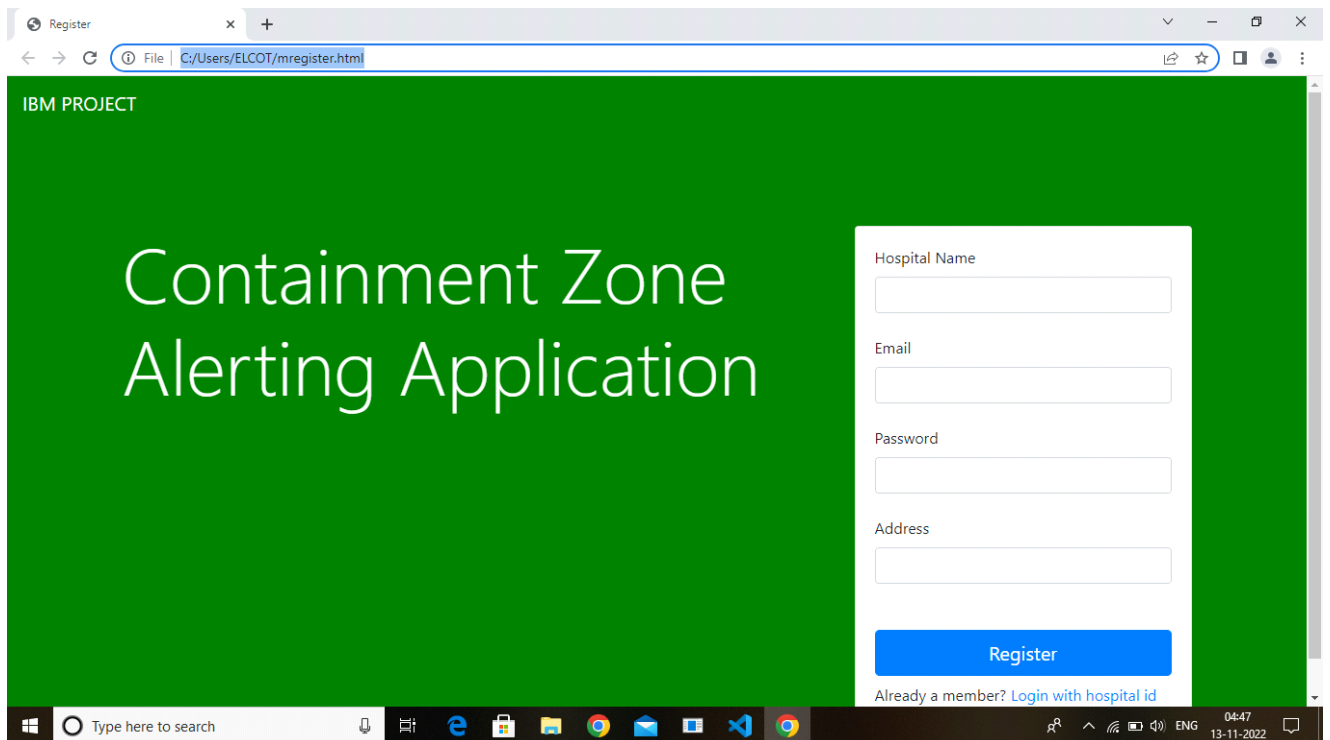 Register
File
C:/Users/ELCOT/mregister.html
IBM PROJECT
Containment Zone
Alerting Application
Hospital Name
Email
Password
Address
Register
Already a member? Login with hospital id
Type here to search
ENG
04:47
13-11-2022